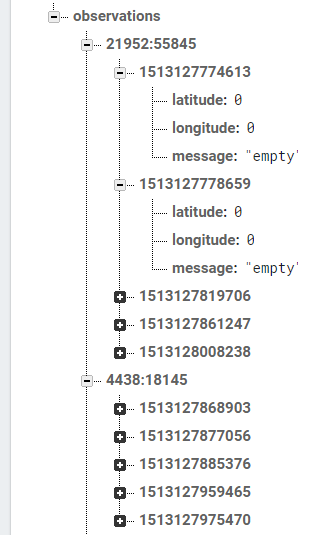 observations
21952:55845
1513127774613
latitude: 0
longitude: 0
message: "empty"
1513127778659
latitude: 0
longitude: 0
message: "empty"
1513127819706
1513127861247
1513128008238
4438:18145
1513127868903
1513127877056
1513127885376
1513127959465
1513127975470